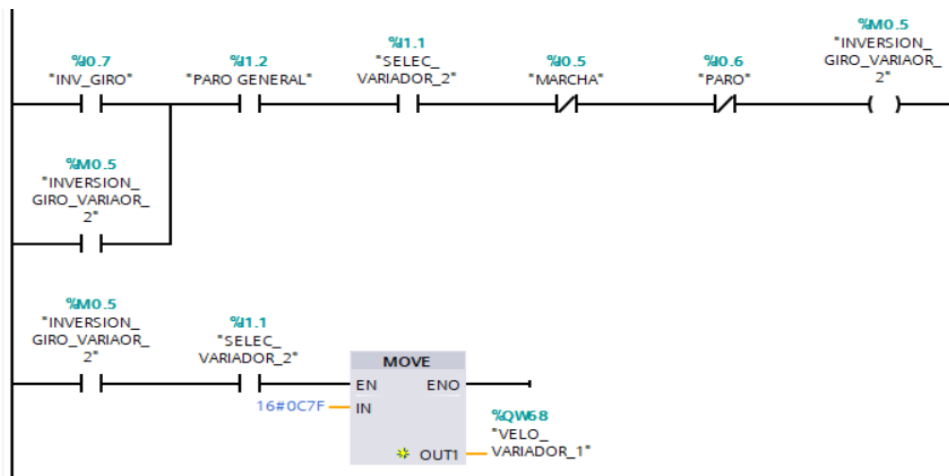 %M0.5
"INVERSION_
GIRO_VARIAOR_
2"
%I0.7
"INV_GIRO"
%I1.2
"PARO GENERAL"
%I1.1
"SELEC_
VARIADOR_2"
%I0.5
"MARCHA"
%I0.6
"PARO"
%M0.5
"INVERSION_
GIRO_VARIAOR_
2"
%M0.5
"INVERSION_
GIRO_VARIAOR_
2"
%I1.1
"SELEC_
VARIADOR_2"
MOVE
EN ENO
16#0C7F IN
%QW68
"VELO_
VARIADOR_1"
OUT1